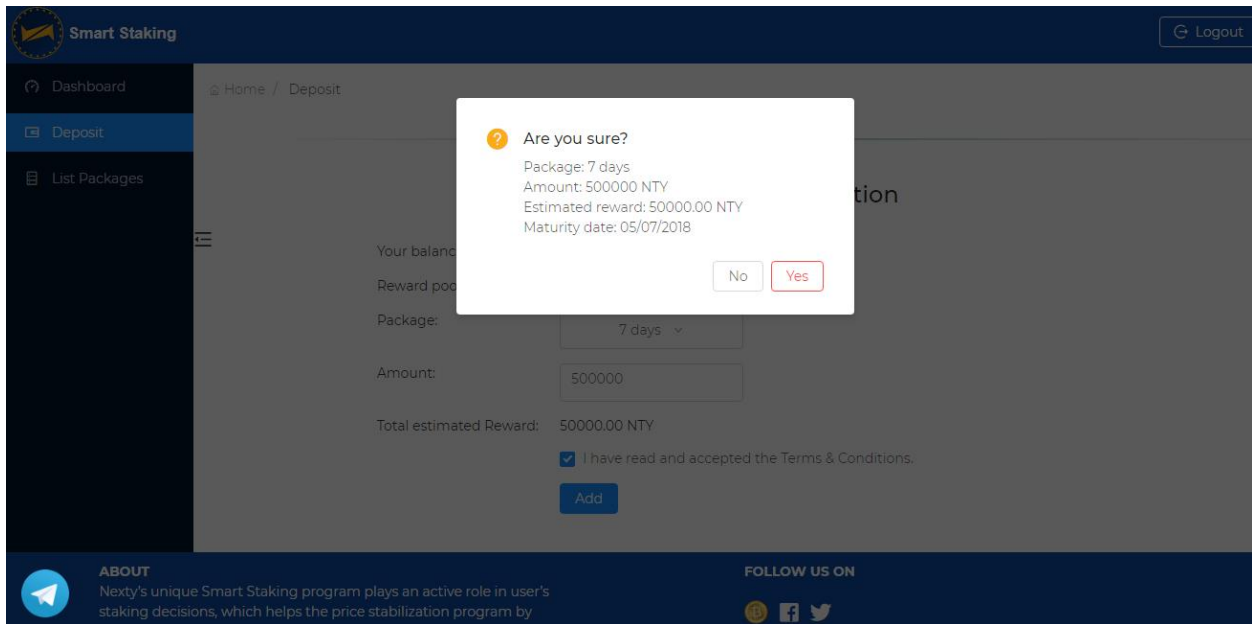 Smart Staking
Logout
Dashboard
Home / Deposit
Deposit
List Packages
Are you sure?
Package: 7 days
Amount: 500000 NTY
Estimated reward: 50000.00 NTY
Maturity date: 05/07/2018
No
Yes
tion
Your balanc
Reward poo
Package:
7 days
Amount:
500000
Total estimated Reward:
50000.00 NTY
I have read and accepted the Terms & Conditions.
Add
ABOUT
Nexty's unique Smart Staking program plays an active role in user's
staking decisions, which helps the price stabilization program by
FOLLOW US ON